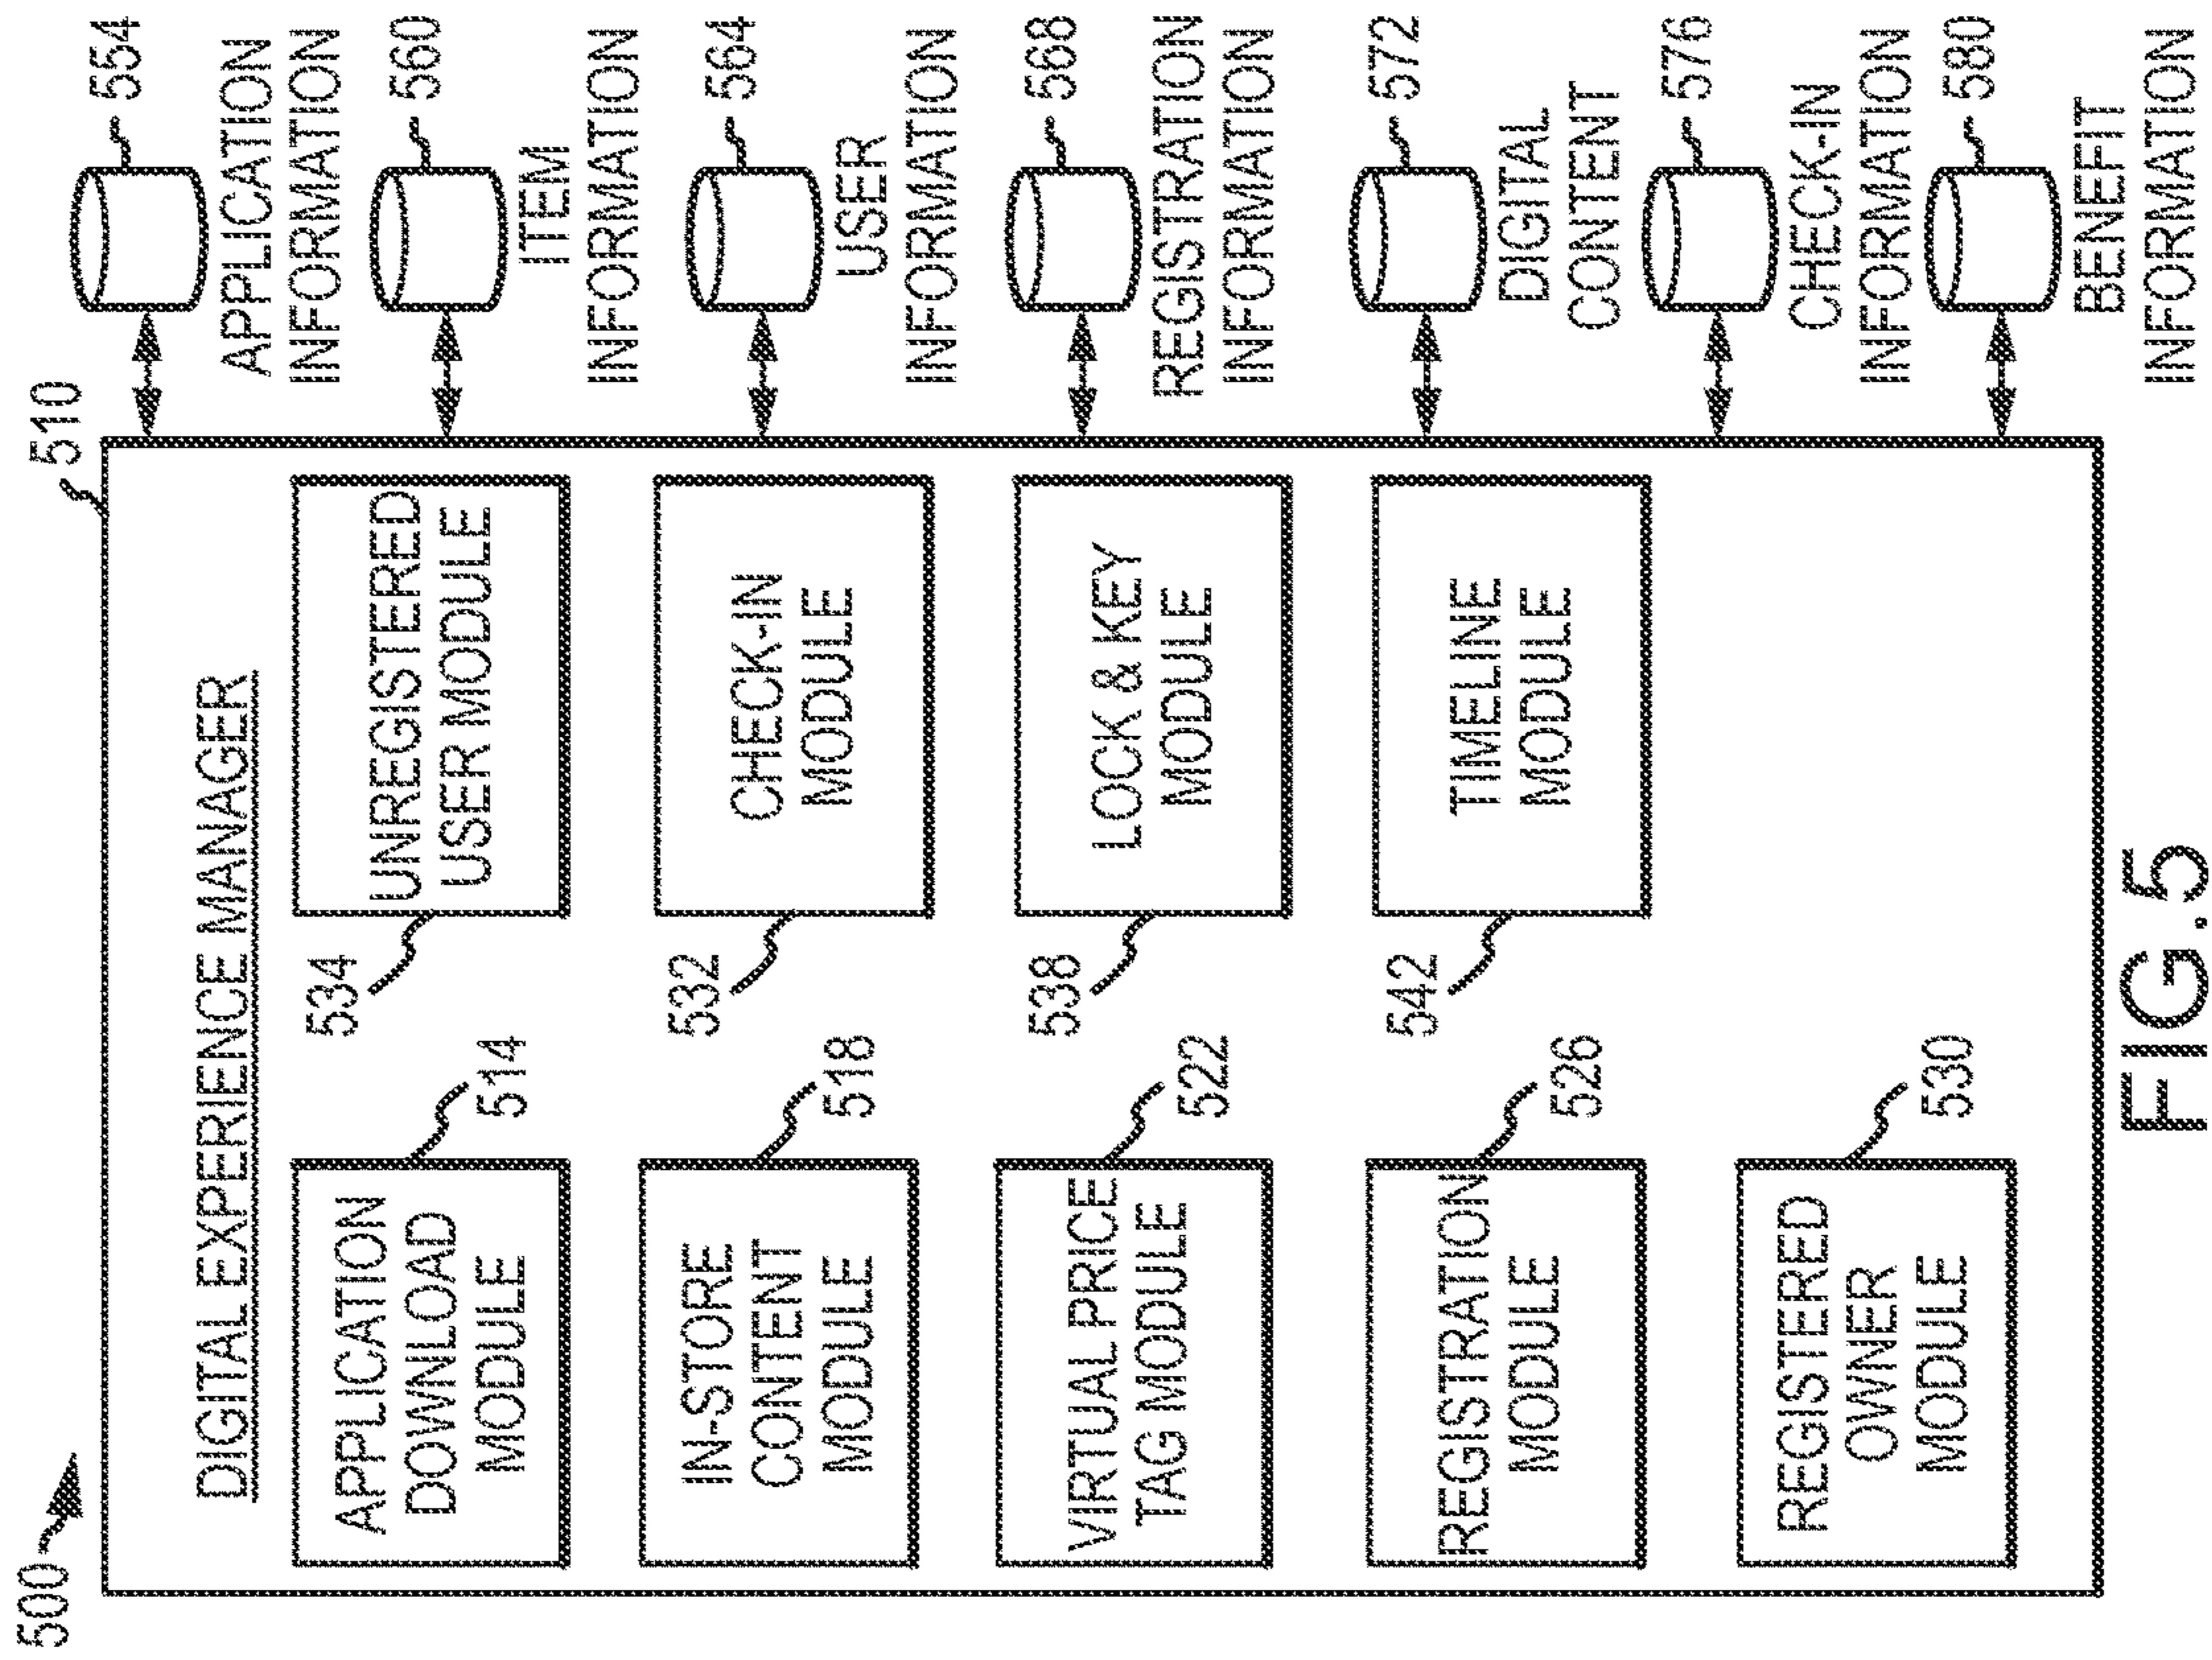 500
510
DIGITAL EXPERIENCE MANAGER
APPLICATION
DOWNLOAD
MODULE
514
IN-STORE
CONTENT
MODULE
518
VIRTUAL PRICE
TAG MODULE
522
REGISTRATION
MODULE
526
REGISTERED
OWNER
MODULE
530
534
UNREGISTERED
USER MODULE
532
CHECK-IN
MODULE
538
LOCK & KEY
MODULE
542
TIMELINE
MODULE
554
APPLICATION
INFORMATION
560
ITEM
INFORMATION
564
USER
INFORMATION
568
REGISTRATION
INFORMATION
572
DIGITAL
CONTENT
576
CHECK-IN
INFORMATION
580
BENEFIT
INFORMATION
FIG.5